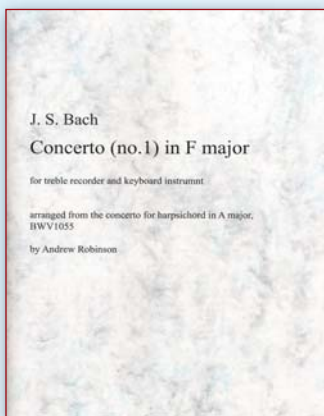 J. S. Bach
Concerto (no.1) in F major
for treble recorder and keyboard instrumnt
arranged from the concerto for harpsichord in A major,
BWV1055
by Andrew Robinson